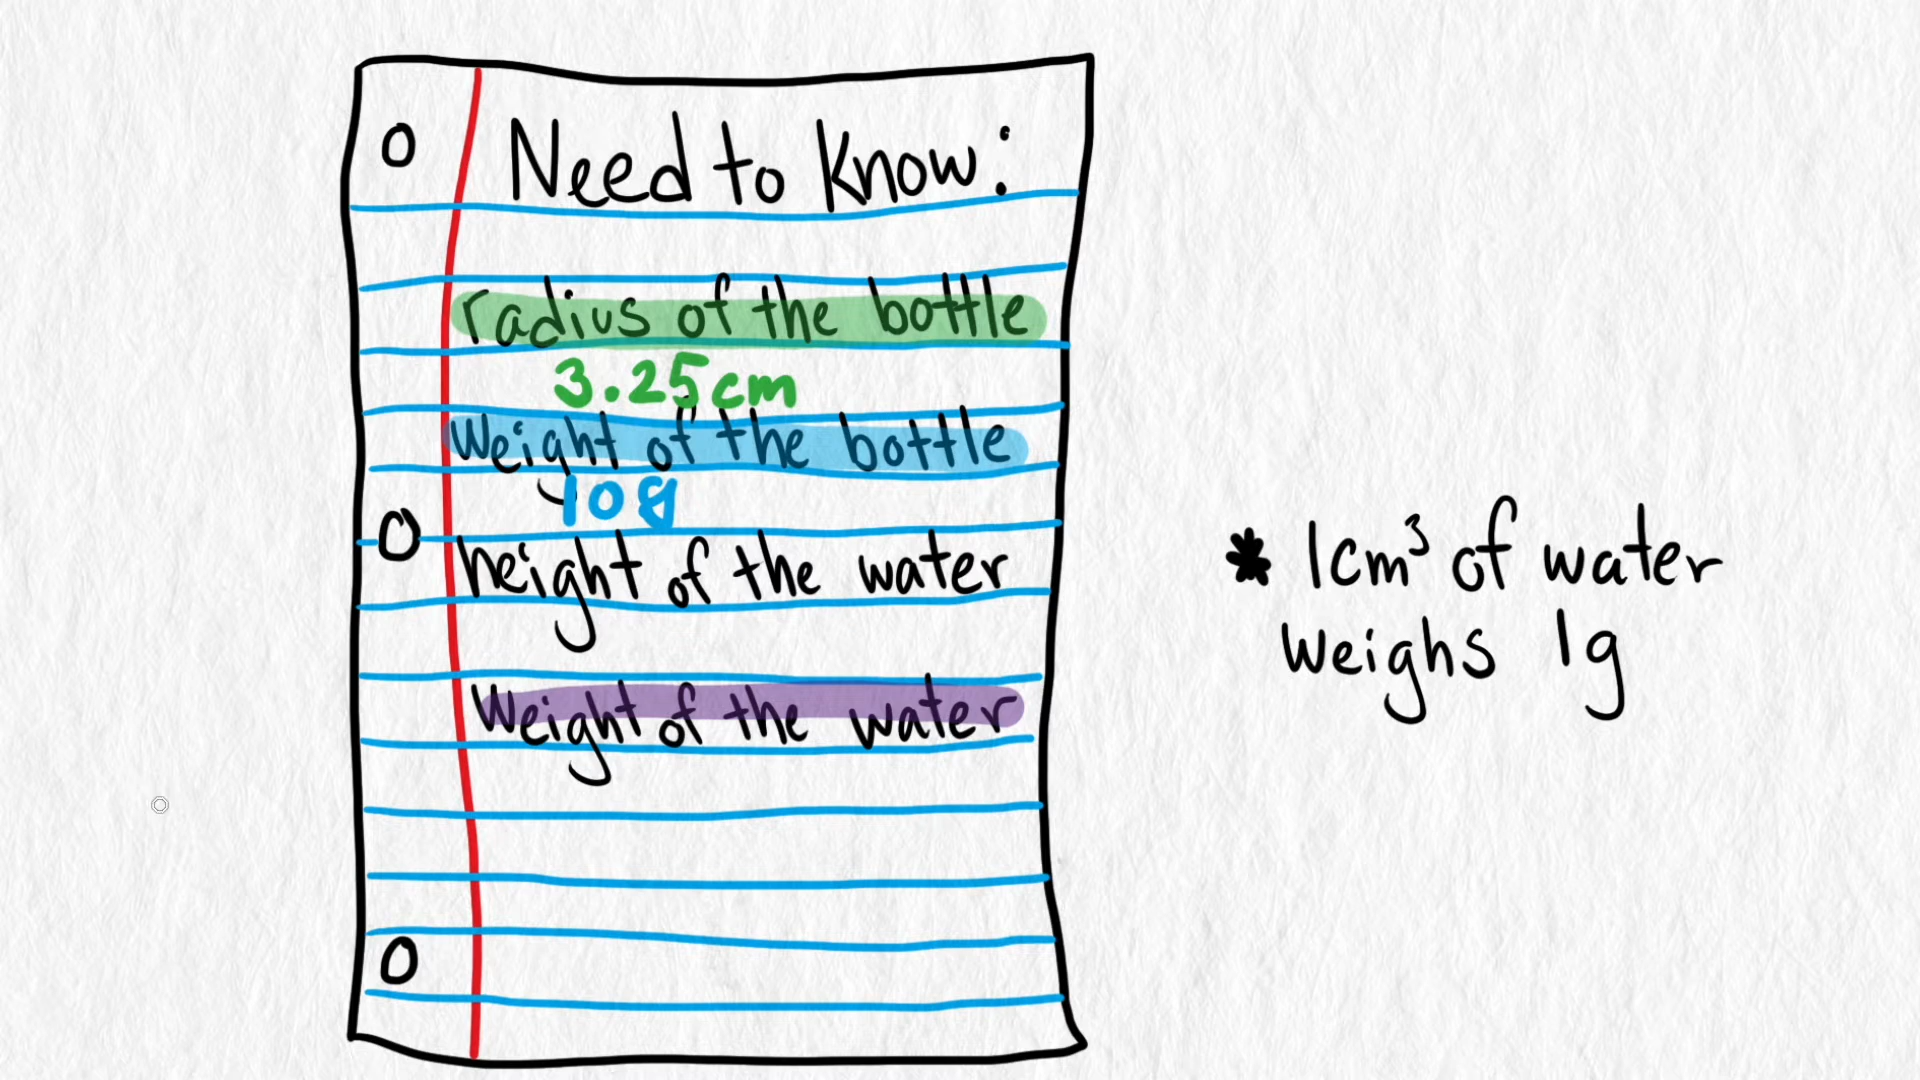 Need to know:
radius of the bottle
3.25cm
Weight of the bottle
10g
height of the water
Weight of the water
* 1cm³ of water
weighs 1g